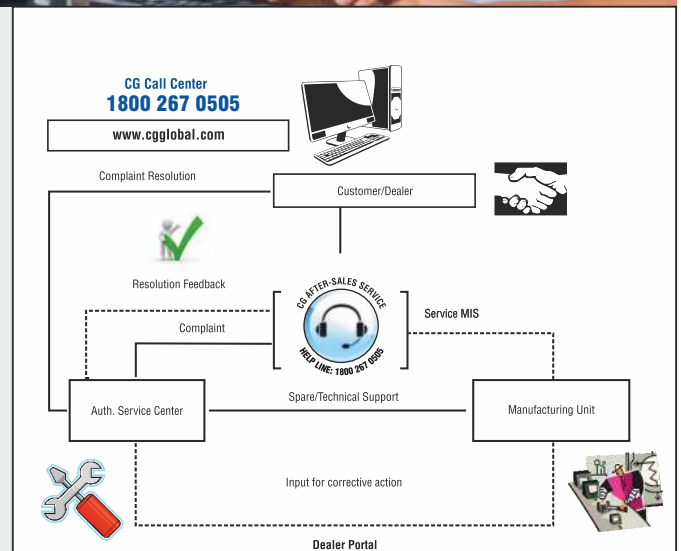 CG Call Center
1800 267 0505
www.cgglobal.com
Complaint Resolution
Customer/Dealer
Resolution Feedback
CG AFTER-SALES SERVICE
HELP LINE: 1800 267 0505
Service MIS
Complaint
Auth. Service Center
Spare/Technical Support
Manufacturing Unit
Input for corrective action
Dealer Portal